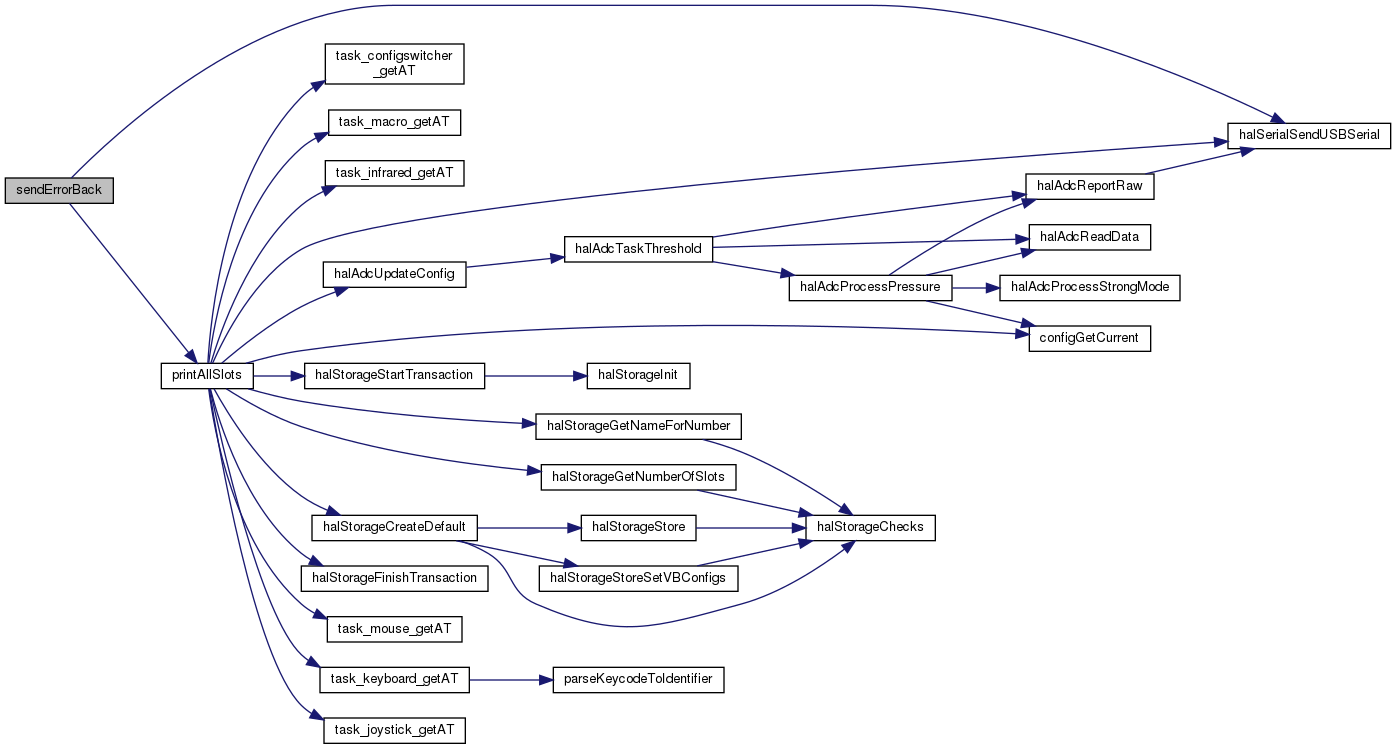 sendErrorBack
printAllSlots
task_configswitcher
_getAT
task_macro_getAT
task_infrared_getAT
halAdcUpdateConfig
halStorageStartTransaction
halStorageGetNameForNumber
halStorageGetNumberOfSlots
halStorageCreateDefault
halStorageFinishTransaction
task_mouse_getAT
task_keyboard_getAT
task_joystick_getAT
halAdcTaskThreshold
halStorageInit
halStorageStore
halStorageStoreSetVBConfigs
parseKeycodeToIdentifier
halAdcProcessPressure
halStorageChecks
halAdcReportRaw
halAdcReadData
halAdcProcessStrongMode
configGetCurrent
halSerialSendUSBSerial